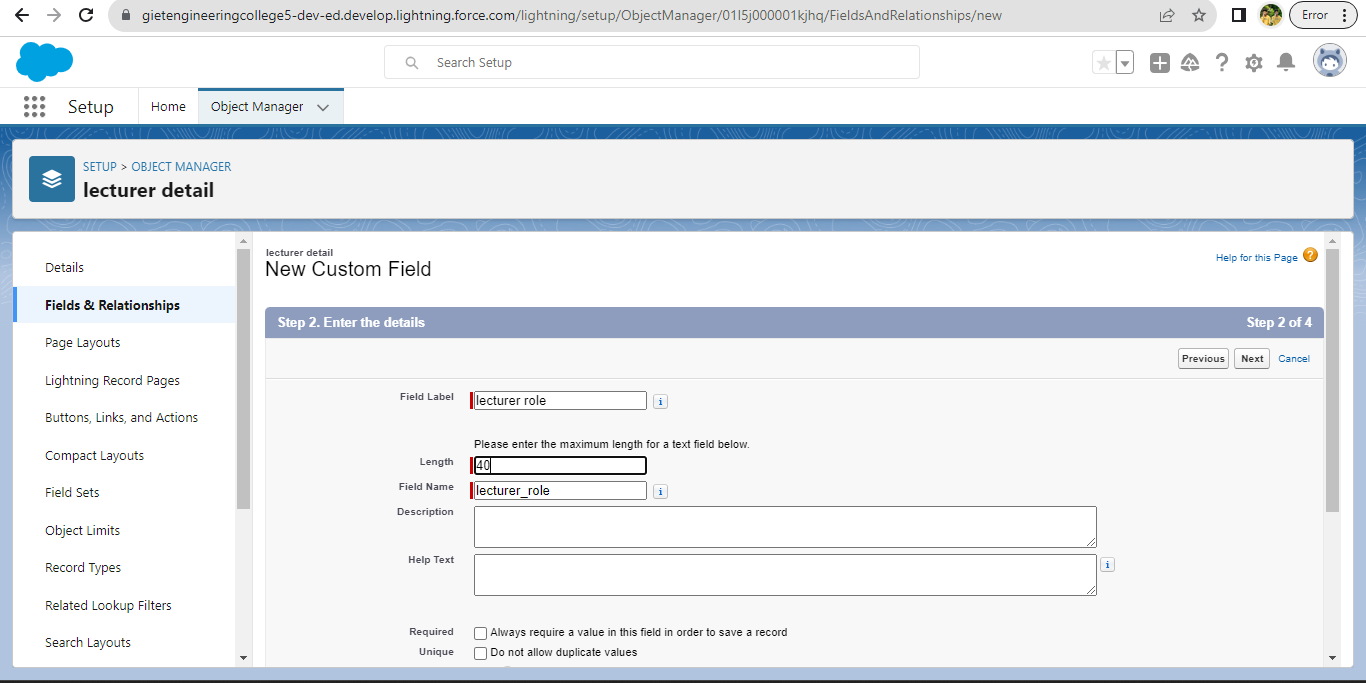 gietengineeringcollege5-dev-ed.develop.lightning.force.com/lightning/setup/ObjectManager/01I5j000001kjhq/FieldsAndRelationships/new
Error
Search Setup
Setup
Home
Object Manager
SETUP > OBJECT MANAGER
lecturer detail
Details
Fields & Relationships
Page Layouts
Lightning Record Pages
Buttons, Links, and Actions
Compact Layouts
Field Sets
Object Limits
Record Types
Related Lookup Filters
Search Layouts
lecturer detail
New Custom Field
Help for this Page ?
Step 2. Enter the details Step 2 of 4
Previous Next Cancel
Field Label lecturer role i
Please enter the maximum length for a text field below.
Length 40
Field Name lecturer_role i
Description
Help Text i
Required Always require a value in this field in order to save a record
Unique Do not allow duplicate values